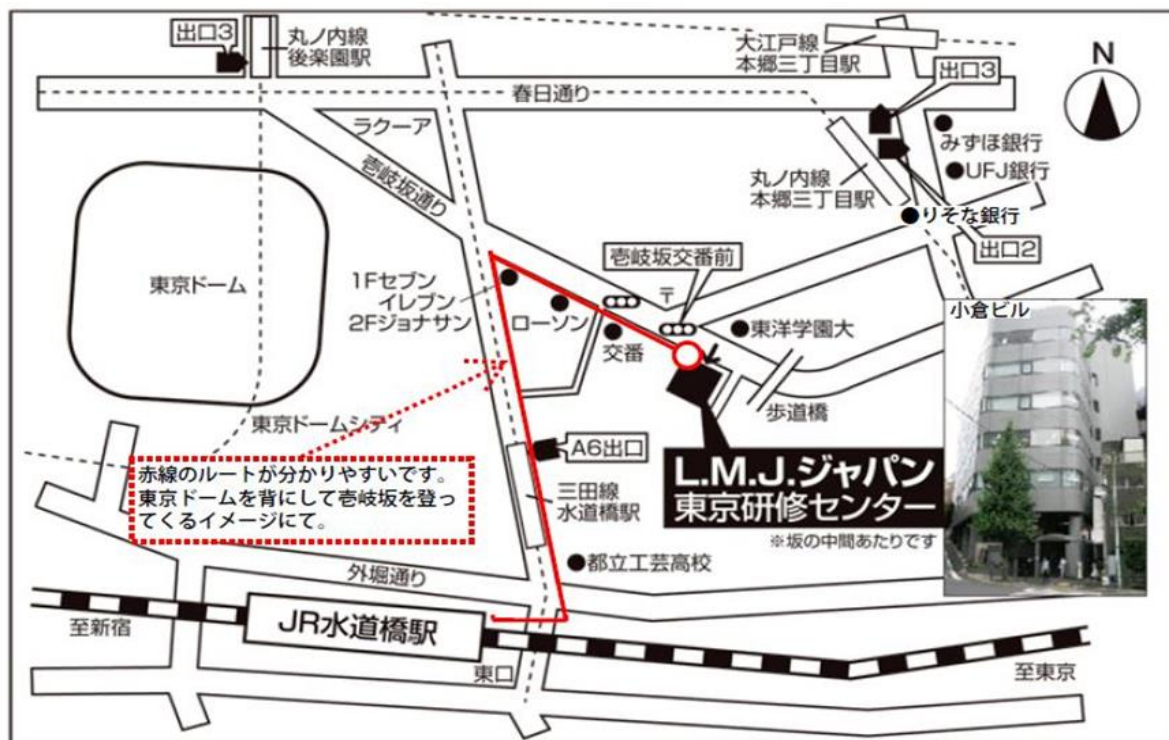 出口3
丸ノ内線
後楽園駅
大江戸線
本郷三丁目駅
出口3
N
春日通り
ラクーア
壱岐坂通り
みずほ銀行
UFJ銀行
丸ノ内線
本郷三丁目駅
りそな銀行
出口2
東京ドーム
1Fセブン
イレブン
2Fジョナサン
ローソン
壱岐坂交番前
〒
交番
東洋学園大
小倉ビル
歩道橋
東京ドームシティ
赤線のルートが分かりやすいです。
東京ドームを背にして壱岐坂を登っ
てくるイメージにて。
A6出口
三田線
水道橋駅
L.M.J.ジャパン
東京研修センター
※坂の中間あたりです
都立工芸高校
外堀通り
JR水道橋駅
至新宿
東口
至東京